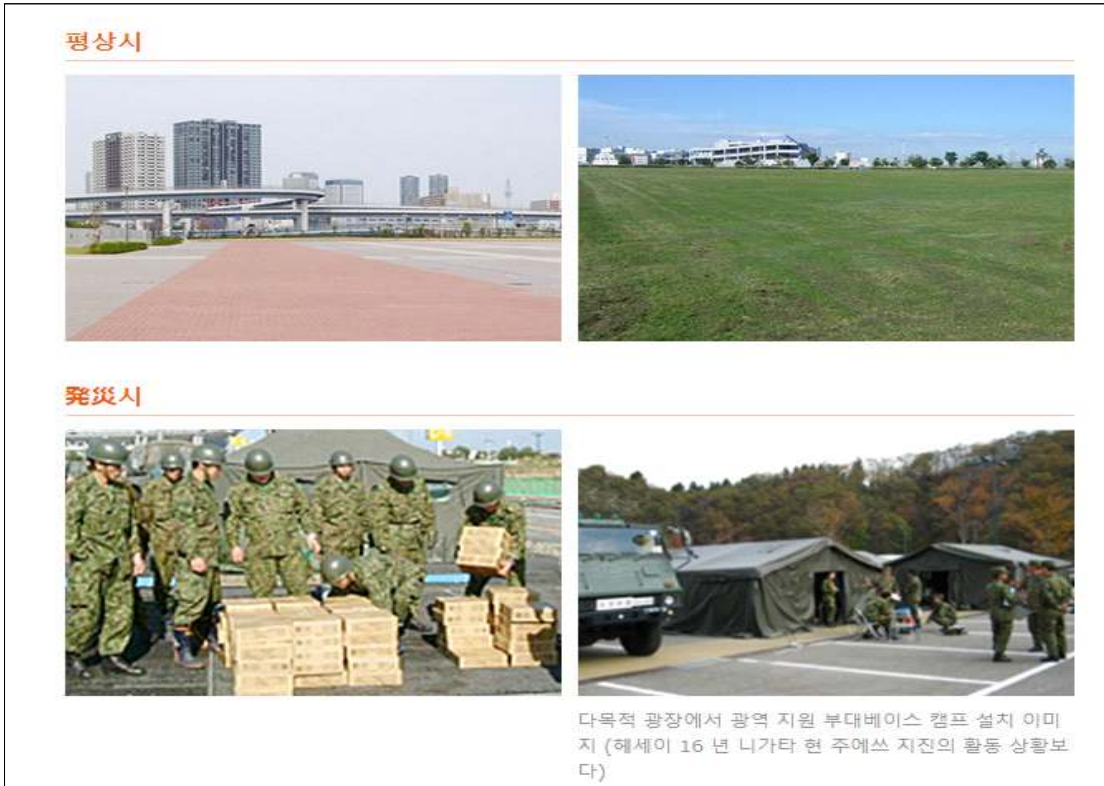 평상시
発災시
다목적 광장에서 광역 지원 부대베이스 캠프 설치 이미
지 (헤세이 16 년 니가타 현 주에쓰 지진의 활동 상황보
다)